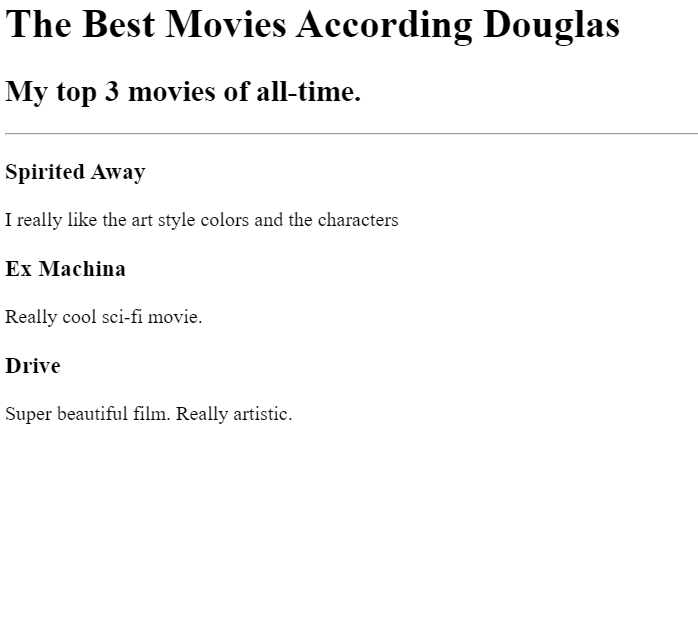 The Best Movies According Douglas
My top 3 movies of all-time.
Spirited Away
I really like the art style colors and the characters
Ex Machina
Really cool sci-fi movie.
Drive
Super beautiful film. Really artistic.